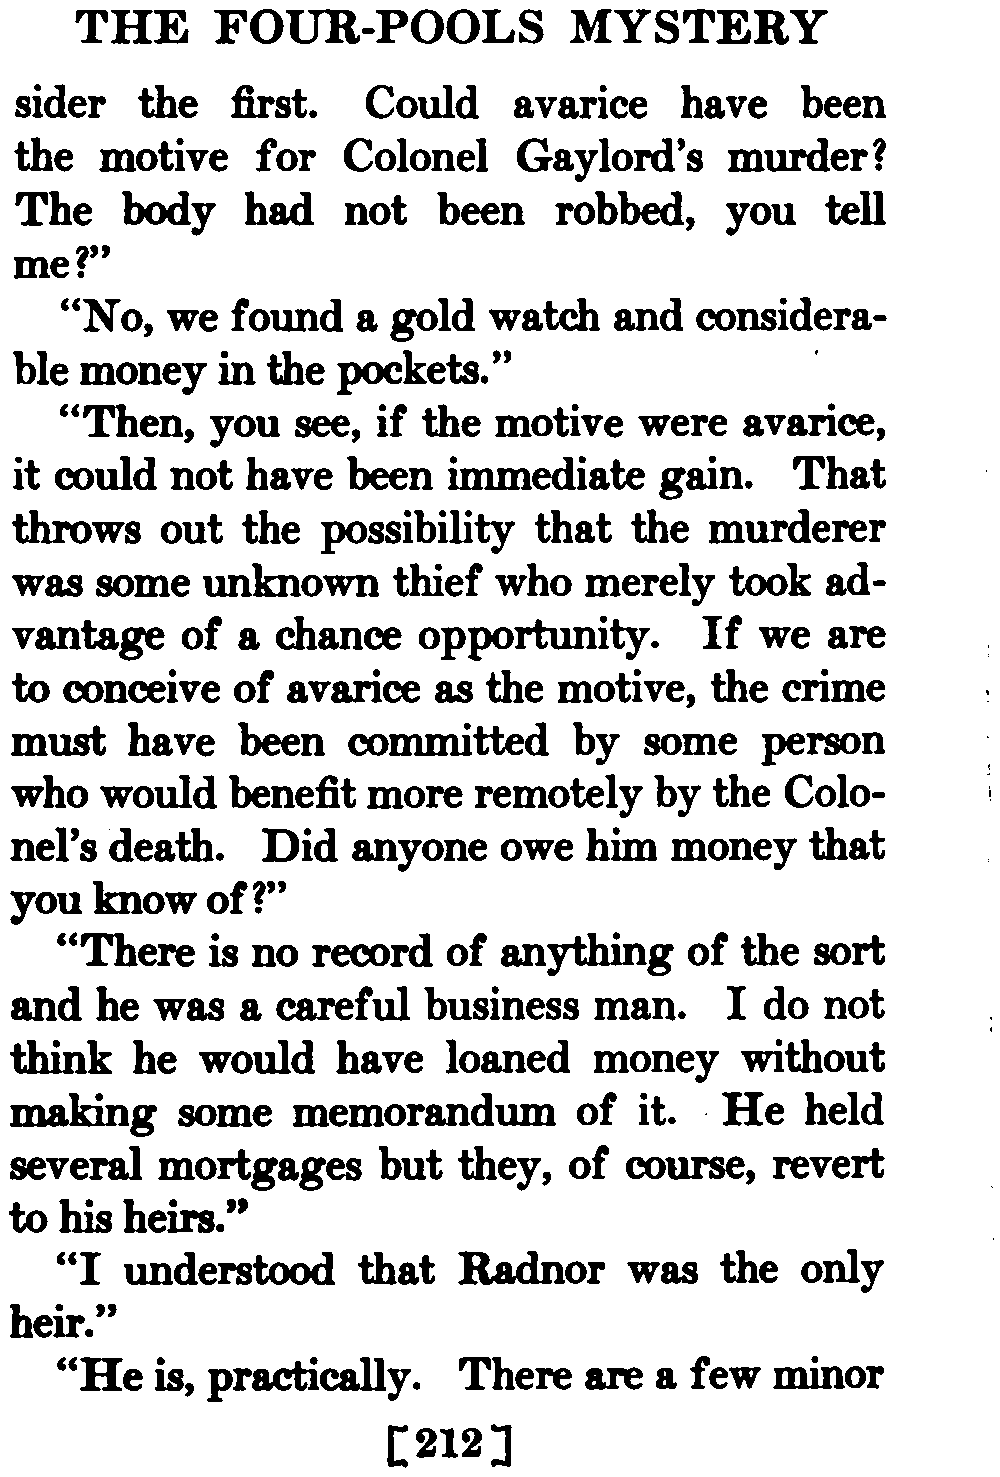 THE FOUR-POOLS MYSTERY
sider the first. Could avarice have been
the motive for Colonel Gaylord's murder?
The body had not been robbed, you tell
me?”
“No, we found a gold watch and considera-
ble money in the pockets.”
“Then, you see, if the motive were avarice,
it could not have been immediate gain. That
throws out the possibility that the murderer
was some unknown thief who merely took ad-
vantage of a chance opportunity. If we are
to conceive of avarice as the motive, the crime
must have been committed by some person
who would benefit more remotely by the Colo-
nel's death. Did anyone owe him money that
you know of?”
“There is no record of anything of the sort
and he was a careful business man. I do not
think he would have loaned money without
making some memorandum of it. He held
several mortgages but they, of course, revert
to his heirs.”
“I understood that Radnor was the only
heir.”
“He is, practically. There are a few minor
[212]